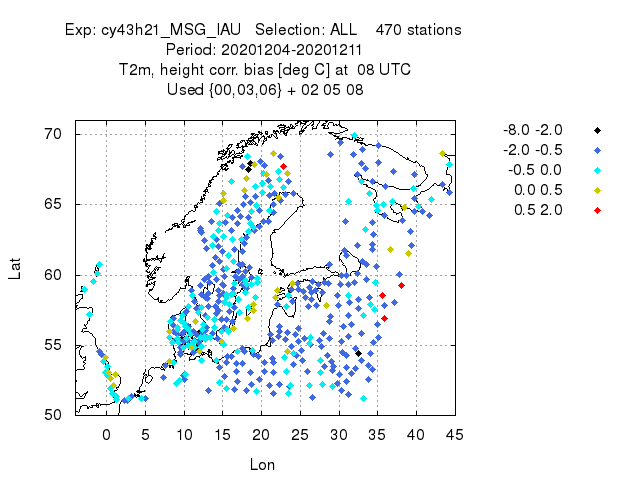 Exp: cy43h21_MSG_IAU Selection: ALL 470 stations
Period: 20201204-20201211
T2m, height corr. bias [deg C] at 08 UTC
Used {00,03,06} + 02 05 08
-8.0 -2.0
-2.0 -0.5
-0.5 0.0
0.0 0.5
0.5 2.0
70
65
60
55
50
Lat
0 5 10 15 20 25 30 35 40 45
Lon